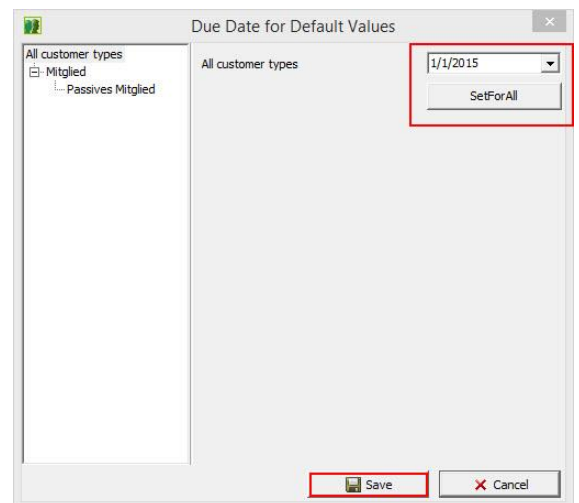 Due Date for Default Values
All customer types
Mitglied
Passives Mitglied
All customer types
1/1/2015
SetForAll
Save
Cancel